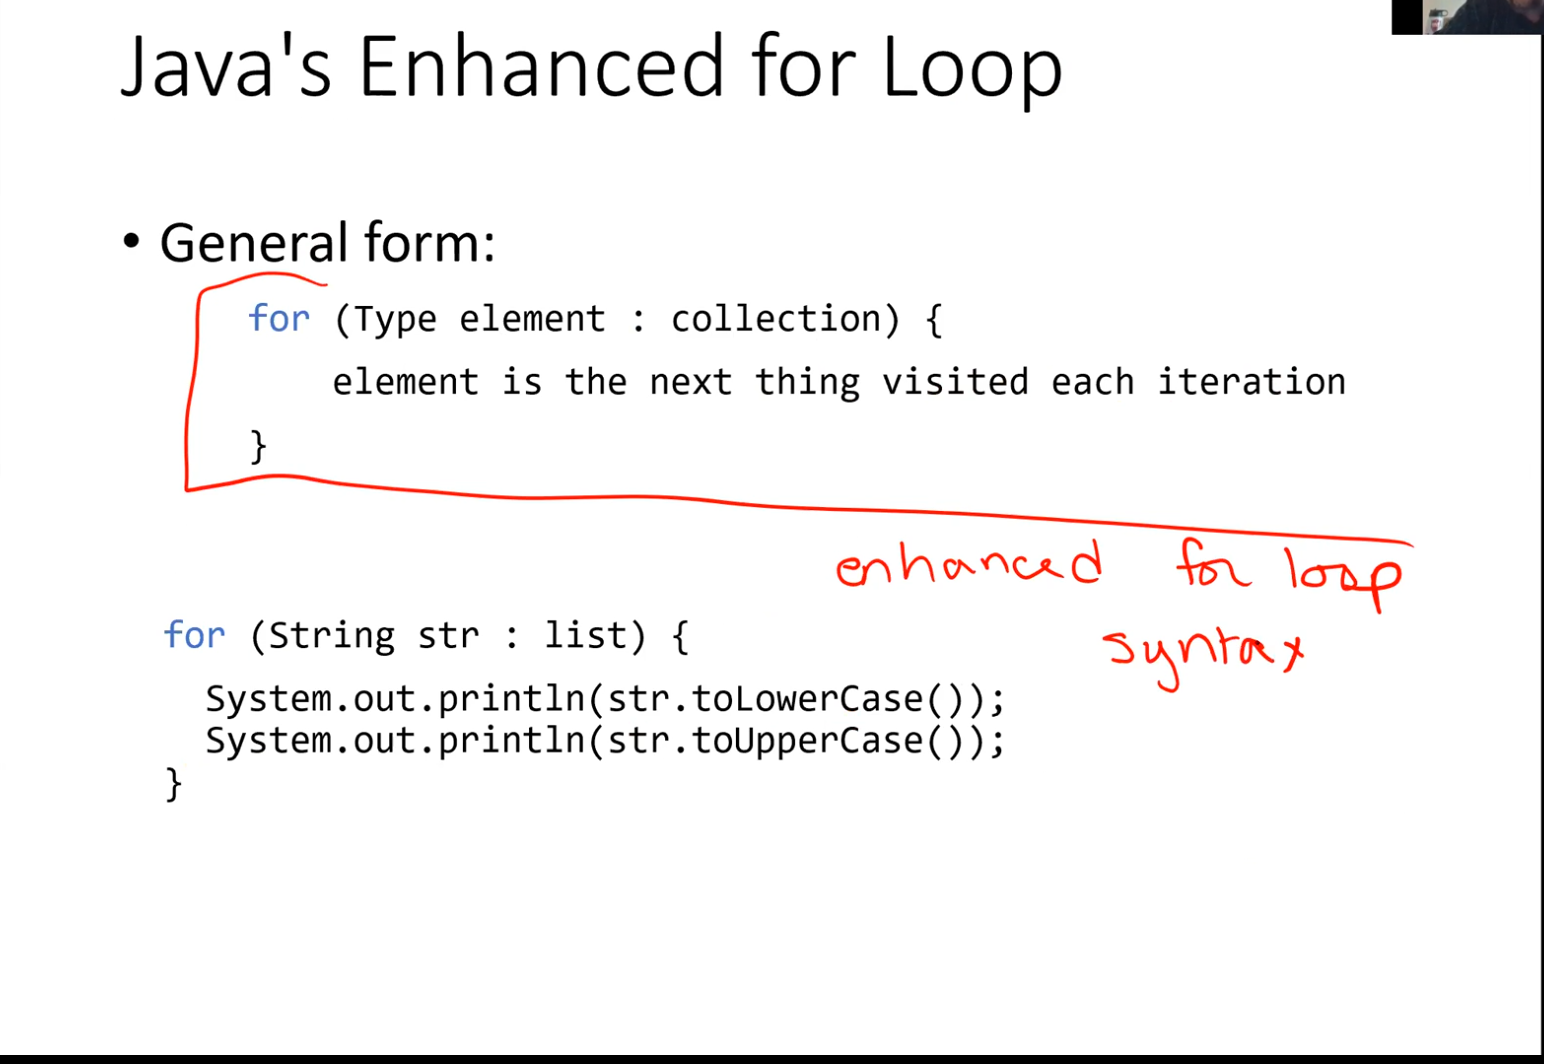 Java's Enhanced for Loop
• General form:
for (Type element : collection) {
element is the next thing visited each iteration
}
enhanced for loop
syntax
for (String str : list) {
System.out.println(str.toLowerCase());
System.out.println(str.toUpperCase());
}